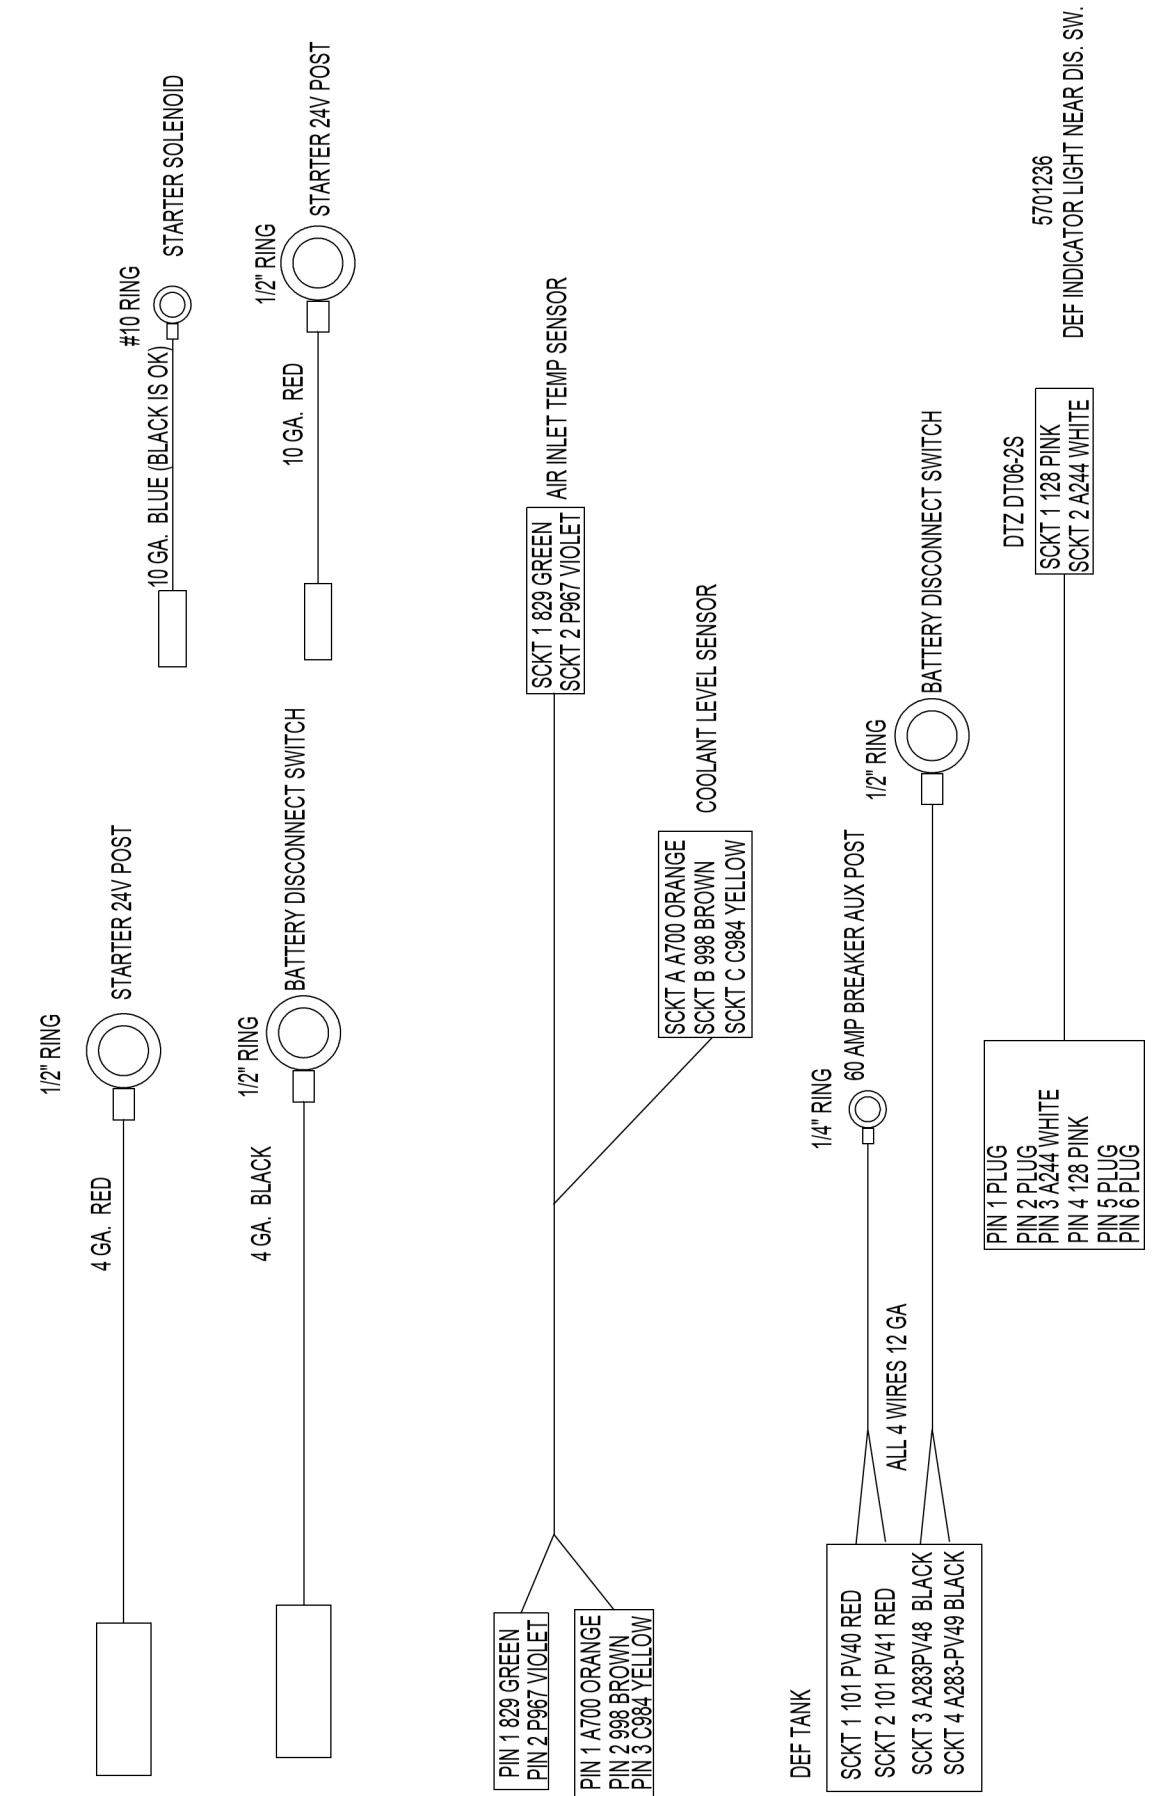 1/2" RING
STARTER 24V POST
4 GA. RED
#10 RING
STARTER SOLENOID
10 GA. BLUE (BLACK IS OK)
1/2" RING
BATTERY DISCONNECT SWITCH
4 GA. BLACK
1/2" RING
STARTER 24V POST
10 GA. RED
PIN 1 829 GREEN
PIN 2 P967 VIOLET
PIN 1 A700 ORANGE
PIN 2 998 BROWN
PIN 3 C984 YELLOW
SCKT 1 829 GREEN
SCKT 2 P967 VIOLET
AIR INLET TEMP SENSOR
SCKT A A700 ORANGE
SCKT B 998 BROWN
SCKT C C984 YELLOW
COOLANT LEVEL SENSOR
DEF TANK
SCKT 1 101 PV40 RED
SCKT 2 101 PV41 RED
SCKT 3 A283PV48 BLACK
SCKT 4 A283-PV49 BLACK
ALL 4 WIRES 12 GA
1/4" RING
60 AMP BREAKER AUX POST
1/2" RING
BATTERY DISCONNECT SWITCH
PIN 1 PLUG
PIN 2 PLUG
PIN 3 A244 WHITE
PIN 4 128 PINK
PIN 5 PLUG
PIN 6 PLUG
DTZ DT06-2S
SCKT 1 128 PINK
SCKT 2 A244 WHITE
5701236
DEF INDICATOR LIGHT NEAR DIS. SW.